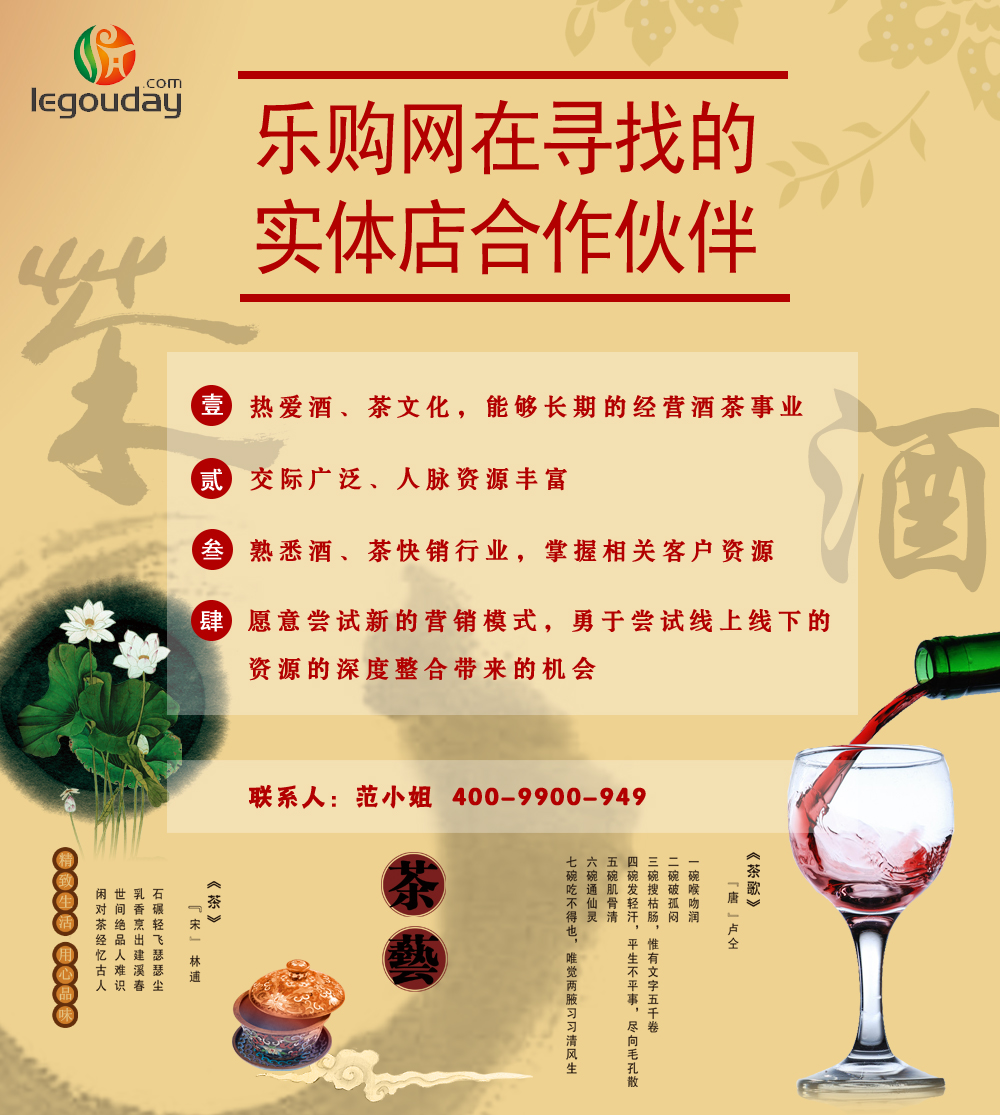 .com
legouday
乐购网在寻找的
实体店合作伙伴
茶
酒
壹 热爱酒、茶文化，能够长期的经营酒茶事业
贰 交际广泛、人脉资源丰富
叁 熟悉酒、茶快销行业，掌握相关客户资源
肆 愿意尝试新的营销模式，勇于尝试线上线下的
资源的深度整合带来的机会
联系人：范小姐 400-9900-949
精致生活
用心品味
《茶》
『宋』林逋
石碾轻飞瑟瑟尘
乳香烹出建溪春
世间绝品人难识
闲对茶经忆古人
茶
藝
《茶歌》
『唐』卢仝
一碗喉吻润
二碗破孤闷
三碗搜枯肠，惟有文字五千卷
四碗发轻汗，平生不平事，尽向毛孔散
五碗肌骨清
六碗通仙灵
七碗吃不得也，唯觉两腋习习清风生